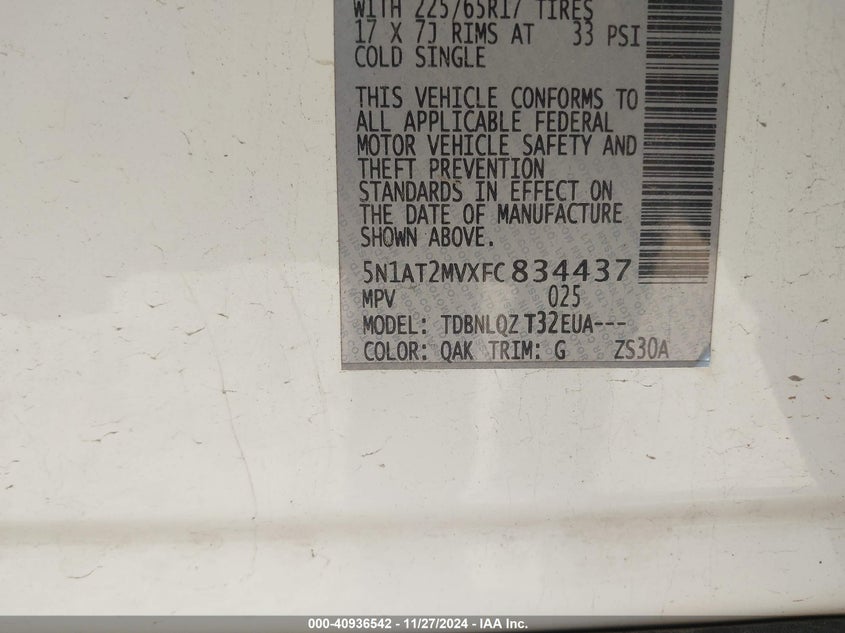 WITH 225/65R17 TIRES
17 X 7J RIMS AT 33 PSI
COLD SINGLE
THIS VEHICLE CONFORMS TO
ALL APPLICABLE FEDERAL
MOTOR VEHICLE SAFETY AND
THEFT PREVENTION
STANDARDS IN EFFECT ON
THE DATE OF MANUFACTURE
SHOWN ABOVE.
5N1AT2MVXFC834437
MPV 025
MODEL: TDBNLQZ T32EUA---
COLOR: QAK TRIM: G ZS30A
000-40936542 - 11/27/2024 - IAA Inc.